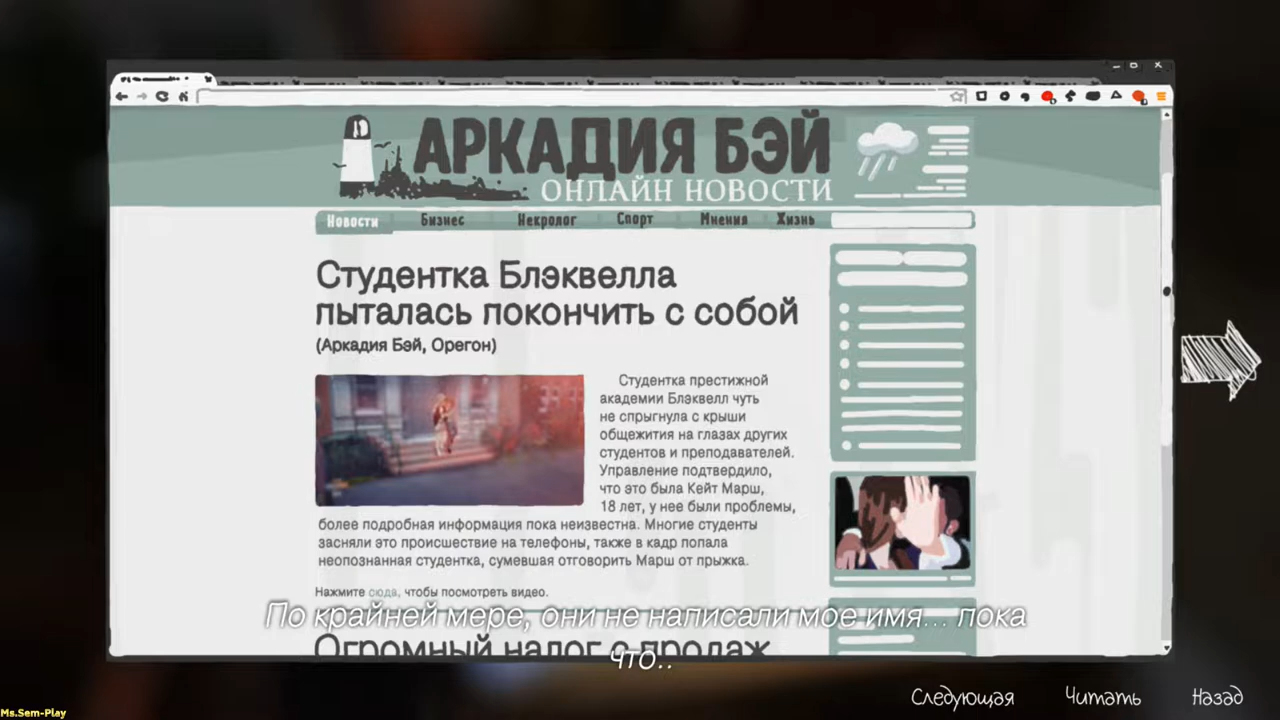 АРКАДИЯ БЭЙ
ОНЛАЙН НОВОСТИ
Новости Бизнес Некролог Спорт Мнения Жизнь
Студентка Блэквелла
пыталась покончить с собой
(Аркадия Бэй, Орегон)
Студентка престижной
академии Блэквелл чуть
не спрыгнула с крыши
общежития на глазах других
студентов и преподавателей.
Управление подтвердило,
что это была Кейт Марш,
18 лет, у нее были проблемы,
более подробная информация пока неизвестна. Многие студенты
засняли это происшествие на телефоны, также в кадр попала
неопознанная студентка, сумевшая отговорить Марш от прыжка.
Нажмите сюда, чтобы посмотреть видео.
По крайней мере, они не написали мое имя... пока
что..
Огромный налог с продаж
Следующая Читать Назад
Ms.Sem-Play